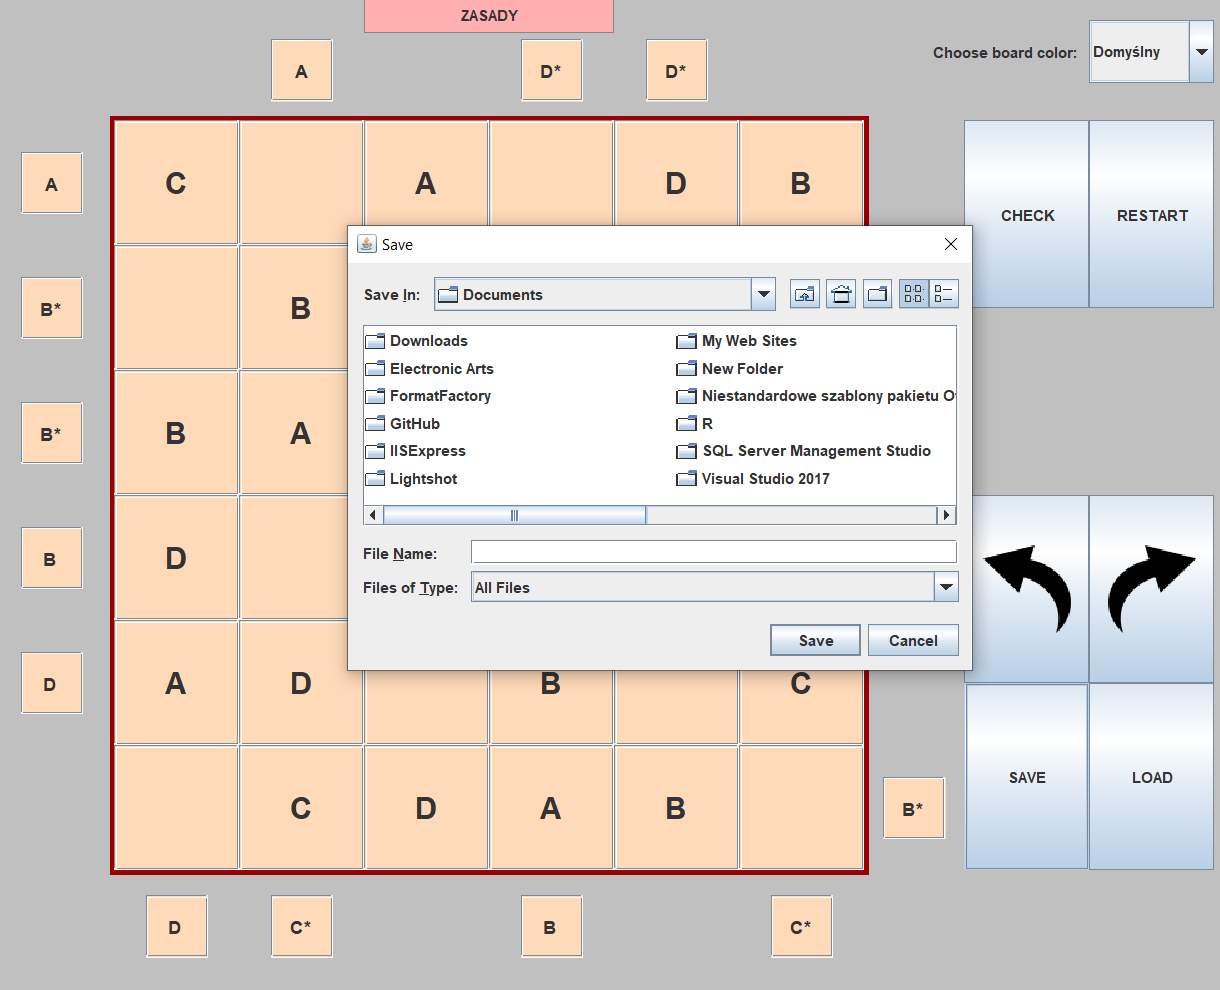 ZASADY
Choose board color: Domyślny
A D* D*
A C A D B
CHECK RESTART
Save
B* B
Save In: Documents
Downloads My Web Sites
Electronic Arts New Folder
FormatFactory Niestandardowe szablony pakietu O
GitHub R
IISExpress SQL Server Management Studio
Lightshot Visual Studio 2017
B* B A
File Name:
B D
Files of Type: All Files
Save Cancel
D A D B C
SAVE LOAD
C D A B B*
D C* B C*